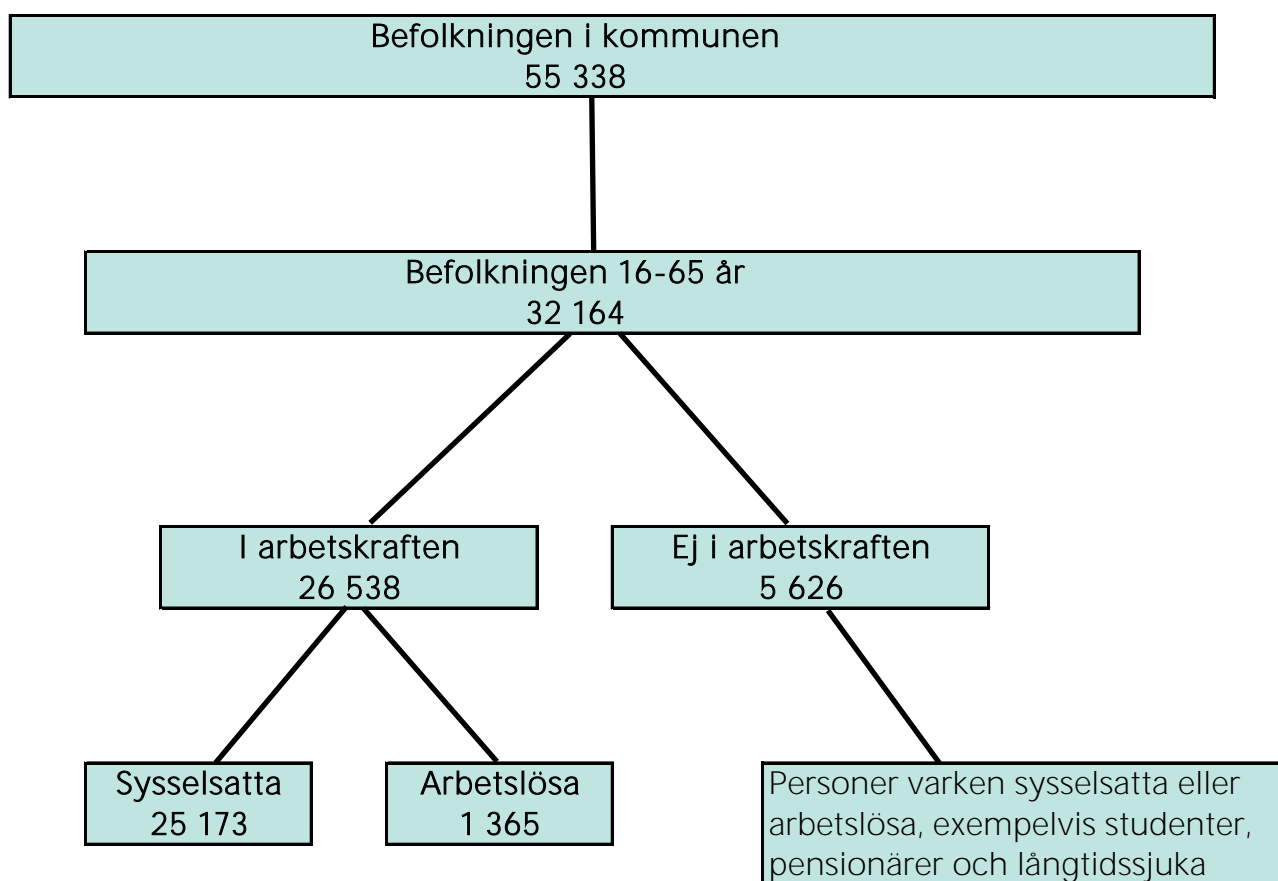 Befolkningen i kommunen
55 338
Befolkningen 16-65 år
32 164
I arbetskraften
26 538
Ej i arbetskraften
5 626
Sysselsatta
25 173
Arbetslösa
1 365
Personer varken sysselsatta eller
arbetslösa, exempelvis studenter,
pensionärer och långtidssjuka